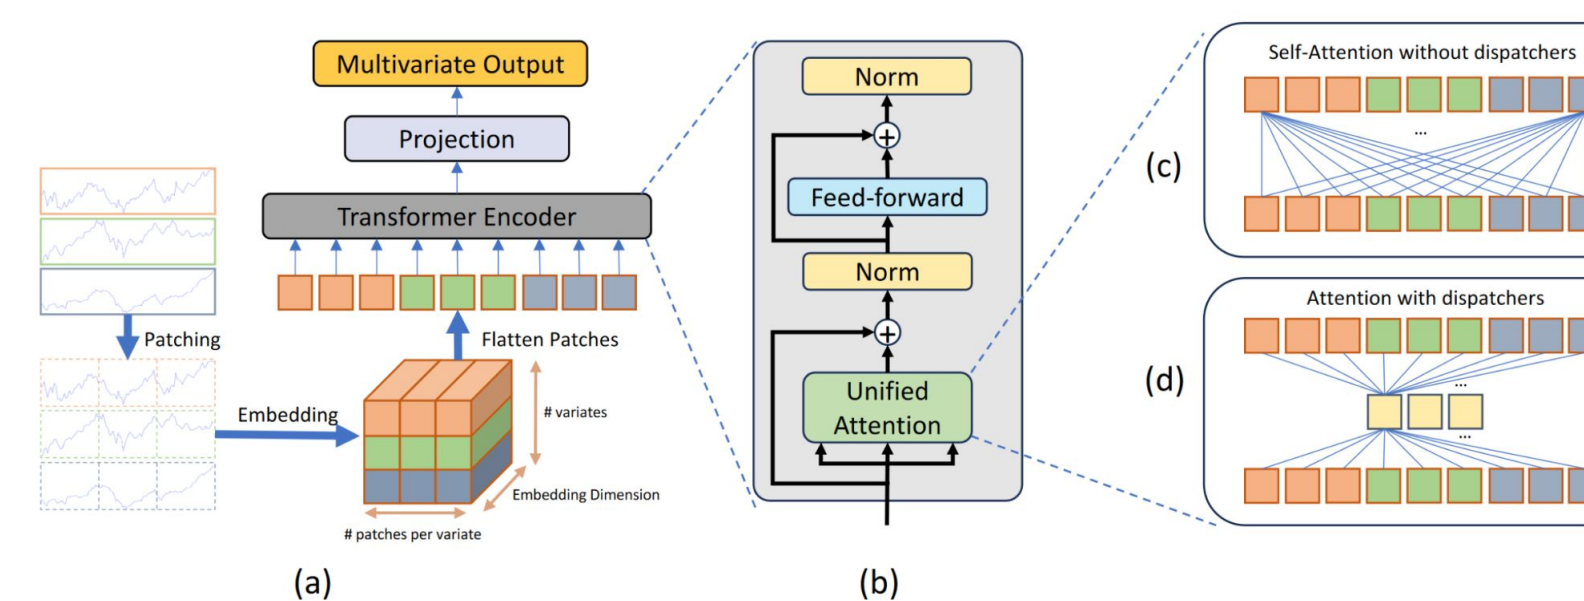 Multivariate Output
Projection
Transformer Encoder
Patching
Flatten Patches
Embedding
# variates
Embedding Dimension
# patches per variate
(a)
Norm
+
Feed-forward
Norm
+
Unified
Attention
(b)
Self-Attention without dispatchers
...
(c)
Attention with dispatchers
...
(d)
...